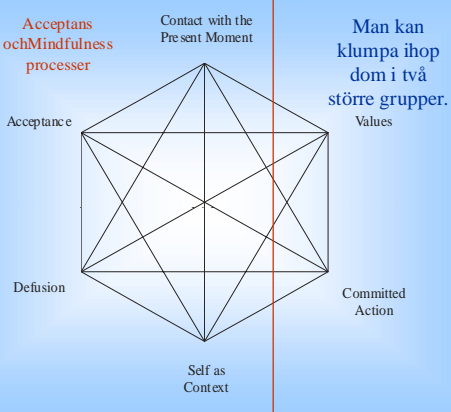 Acceptans
ochMindfulness
processer
Contact with the
Present Moment
Man kan
klumpa ihop
dom i två
större grupper.
Acceptance
Values
Defusion
Committed
Action
Self as
Context